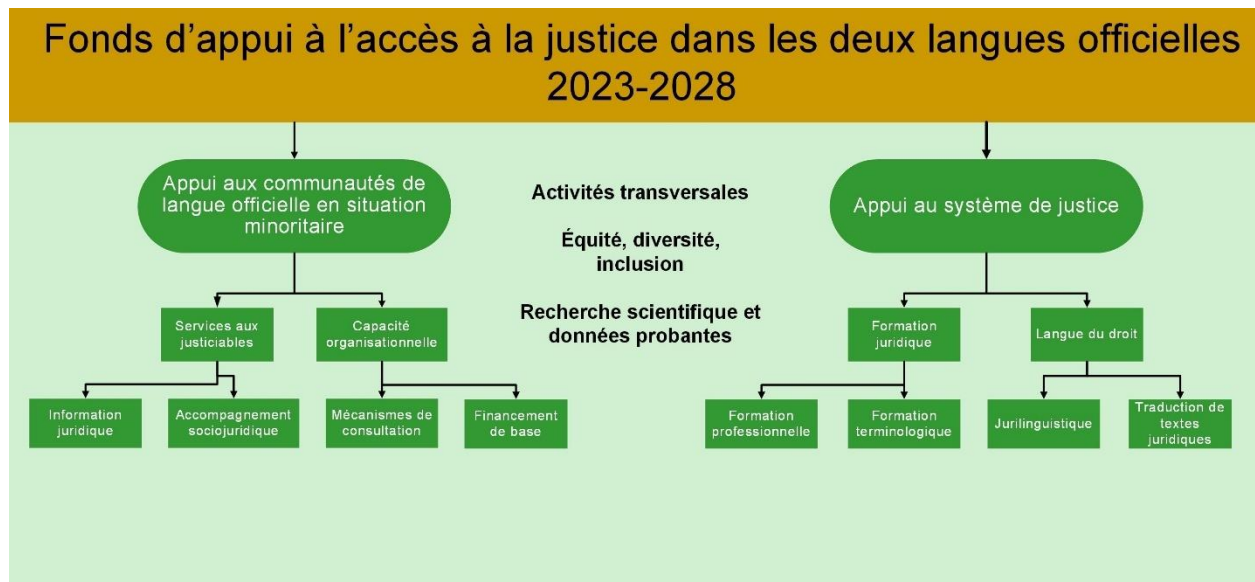 Fonds d’appui à l’accès à la justice dans les deux langues officielles
2023-2028
Appui aux communautés de
langue officielle en situation
minoritaire
Activités transversales
Équité, diversité,
inclusion
Recherche scientifique et
données probantes
Appui au système de justice
Services aux
justiciables
Capacité
organisationnelle
Formation
juridique
Langue du droit
Information
juridique
Accompagnement
sociojuridique
Mécanismes de
consultation
Financement
de base
Formation
professionnelle
Formation
terminologique
Jurilinguistique
Traduction de
textes
juridiques